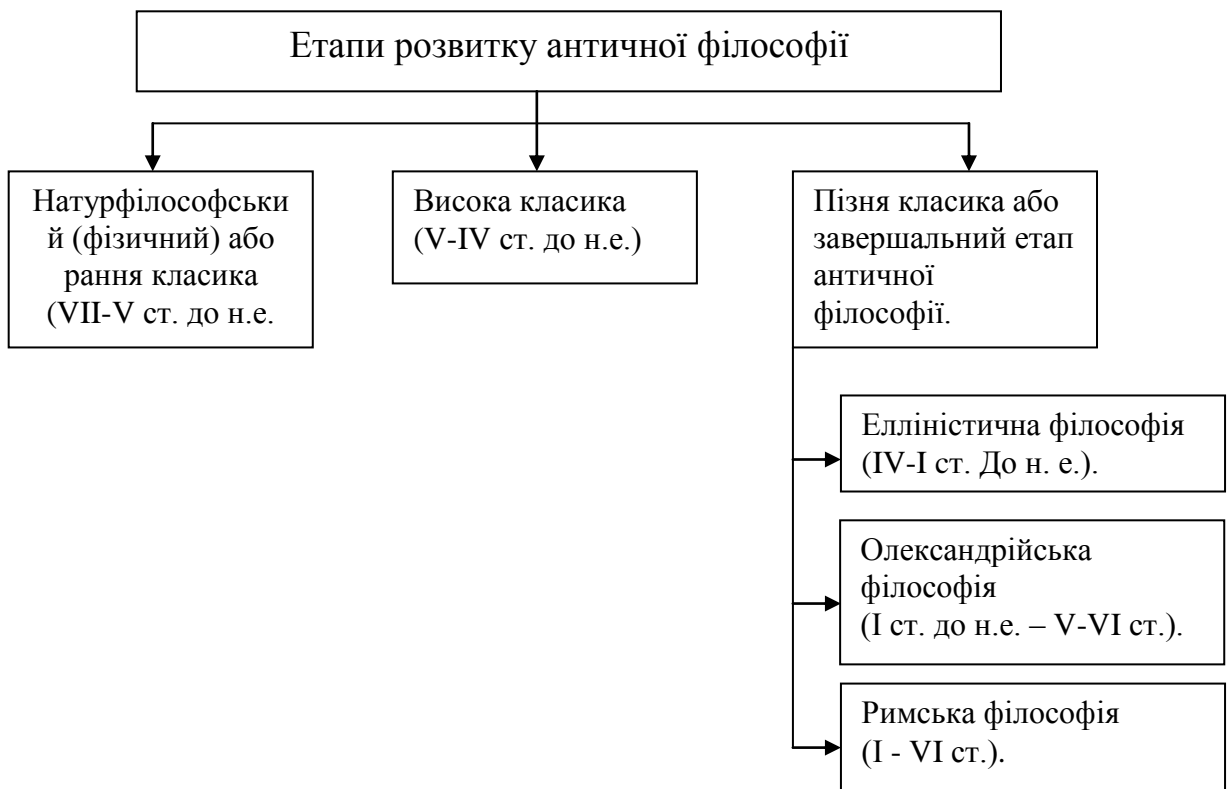 Етапи розвитку античної філософії
Натурфілософськи
й (фізичний) або
рання класика
(VII-V ст. до н.е.
Висока класика
(V-IV ст. до н.е.)
Пізня класика або
завершальний етап
античної
філософії.
Елліністична філософія
(IV-I ст. До н. е.).
Олександрійська
філософія
(I ст. до н.е. – V-VI ст.).
Римська філософія
(I - VI ст.).